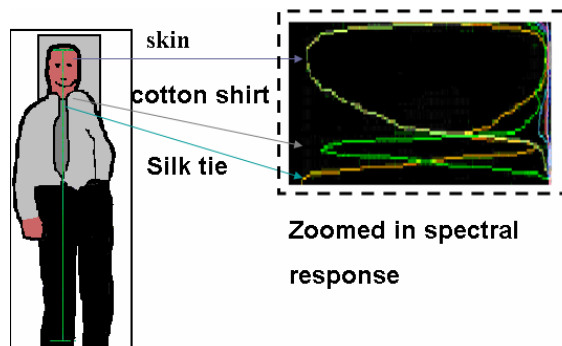 skin
cotton shirt
Silk tie
Zoomed in spectral
response